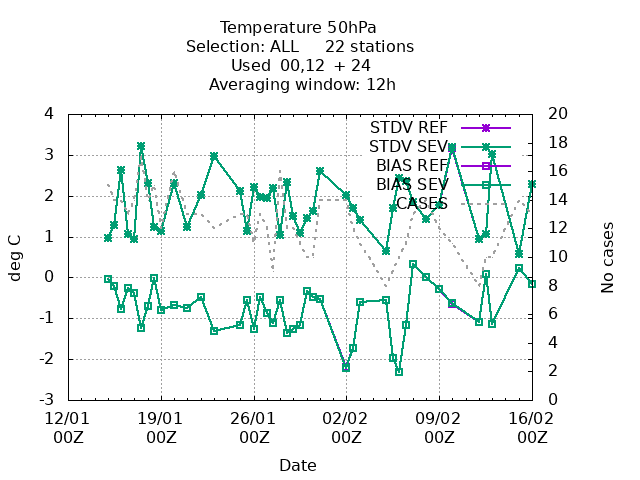 Temperature 50hPa
Selection: ALL 22 stations
Used 00,12 + 24
Averaging window: 12h
4 20
STDV REF
18
STDV SEV
3
16
BIAS REF
BIAS SEV
2
14
CASES
12
1
deg C
No cases
10
0
8
6
-1
4
-2
2
-3 0
12/01 19/01 26/01 02/02 09/02 16/02
00Z 00Z 00Z 00Z 00Z 00Z
Date